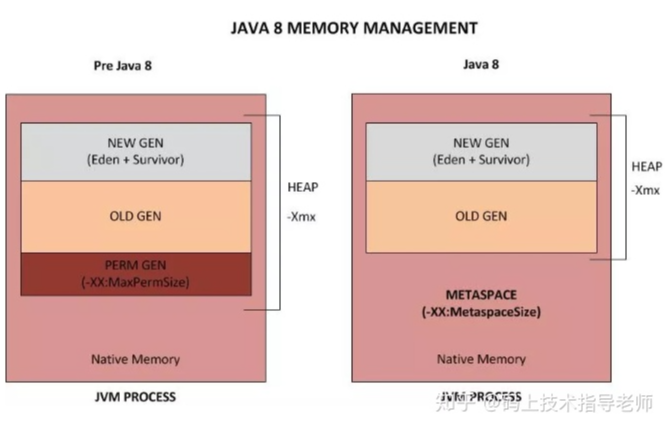 JAVA 8 MEMORY MANAGEMENT
Pre Java 8
NEW GEN
(Eden + Survivor)
OLD GEN
PERM GEN
(-XX:MaxPermSize)
Native Memory
JVM PROCESS
HEAP
-Xmx
Java 8
NEW GEN
(Eden + Survivor)
OLD GEN
METASPACE
(-XX:MetaspaceSize)
Native Memory
JVM PROCESS
HEAP
-Xmx
知乎 @码上技术指导老师